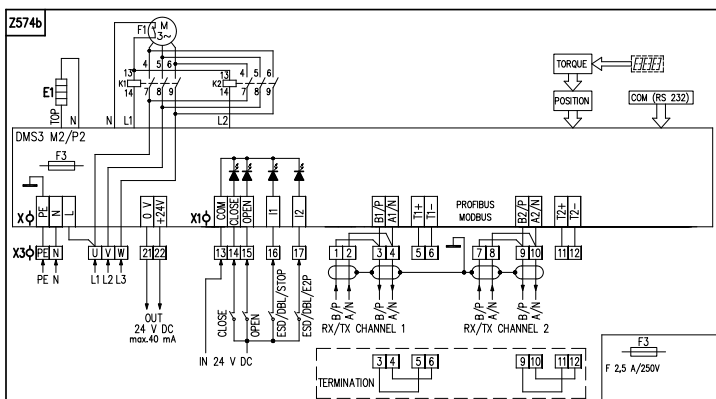 Z574b
F1
M
3~
4 5 6
4 5 6
13
K1
14
7 8 9
13
K2
14
7 8 9
E1
TOP
N
N
L1
L2
TORQUE
POSITION
COM (RS 232)
DMS3 M2/P2
F3
X
PE
N
L
0 V
+24V
X1
COM
CLOSE
OPEN
I1
I2
B1/P
A1/N
T1+
T1-
PROFIBUS
MODBUS
B2/P
A2/N
T2+
T2-
X3
PE N
U V W
21 22
13 14 15
16
17
1 2
3 4
5 6
7 8
9 10
11 12
PE N
L1 L2 L3
OUT
24 V DC
max.40 mA
CLOSE
OPEN
ESD/DBL/STOP
ESD/DBL/E2P
IN 24 V DC
B/P
A/N
B/P
A/N
RX/TX CHANNEL 1
B/P
A/N
B/P
A/N
RX/TX CHANNEL 2
TERMINATION
3 4
5 6
9 10
11 12
F3
F 2,5 A/250V